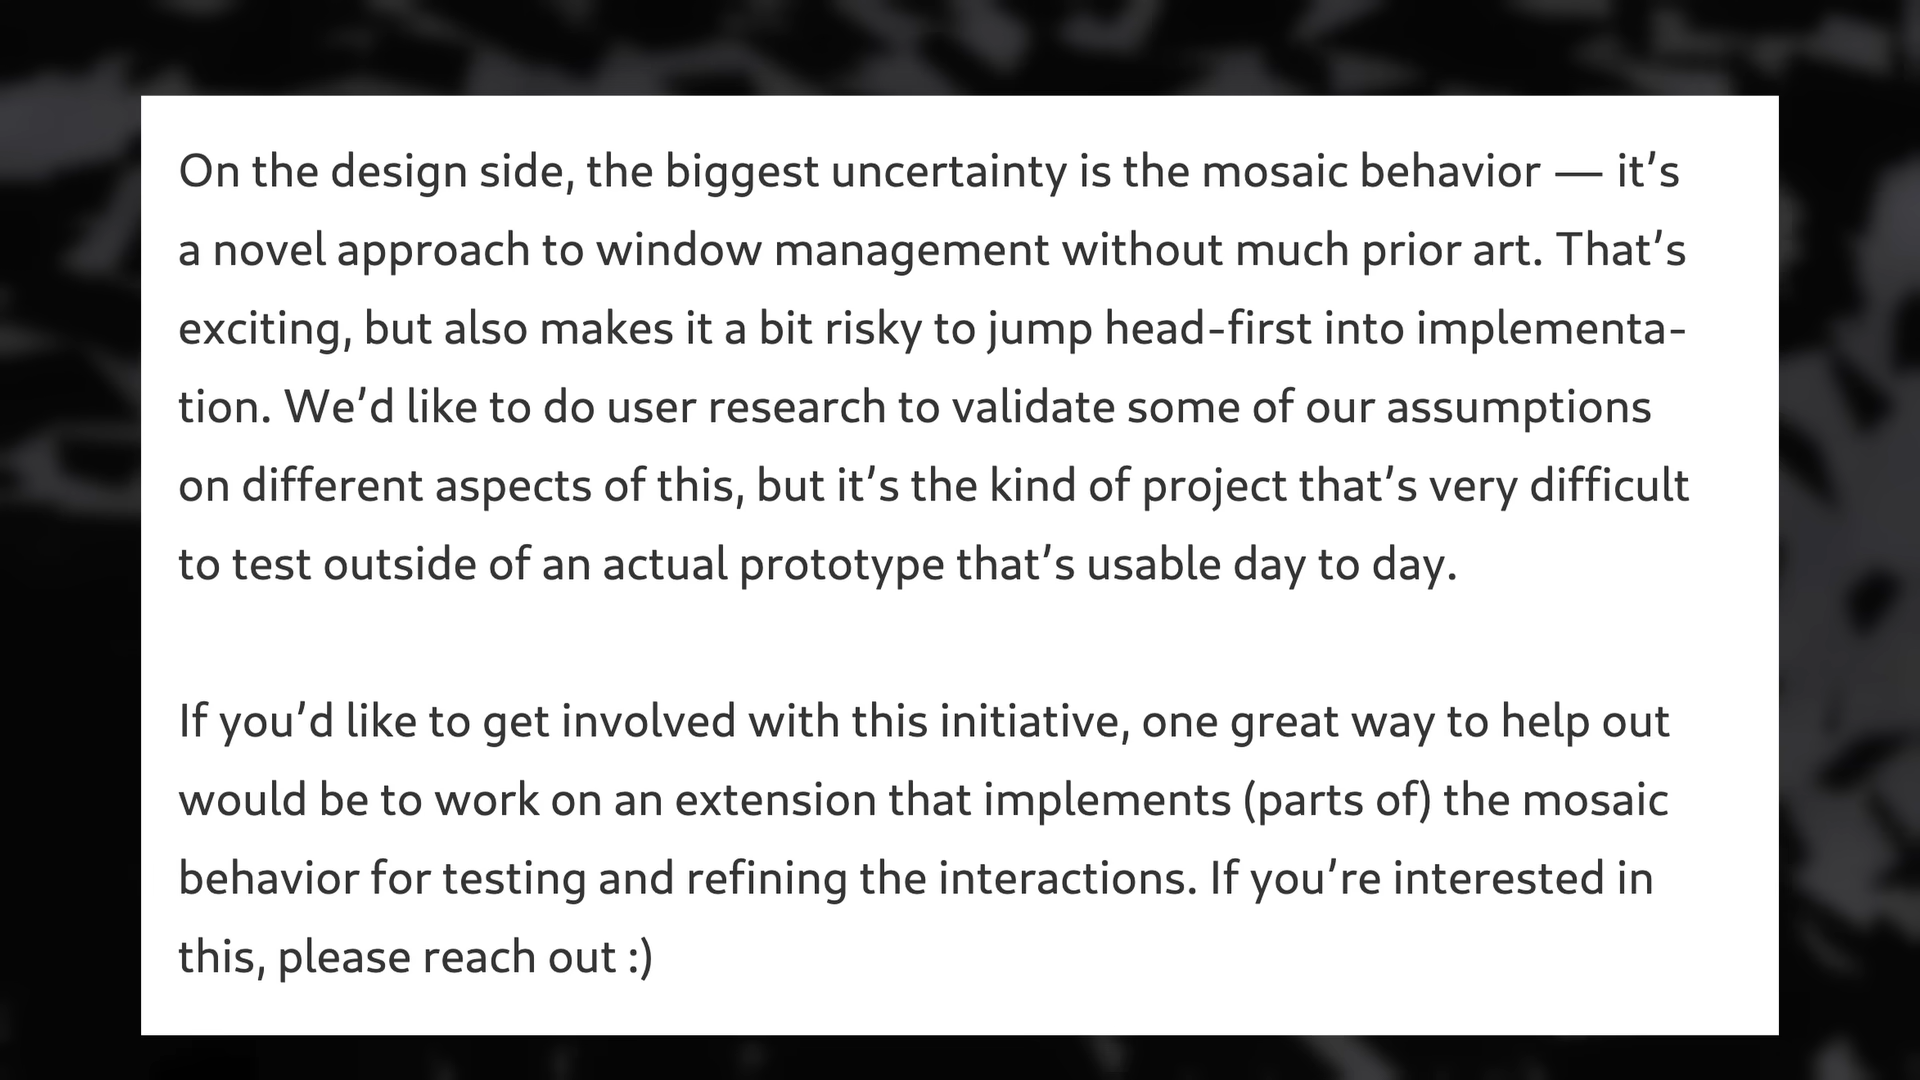 On the design side, the biggest uncertainty is the mosaic behavior — it’s
a novel approach to window management without much prior art. That’s
exciting, but also makes it a bit risky to jump head-first into implementa-
tion. We’d like to do user research to validate some of our assumptions
on different aspects of this, but it’s the kind of project that’s very difficult
to test outside of an actual prototype that’s usable day to day.
If you’d like to get involved with this initiative, one great way to help out
would be to work on an extension that implements (parts of) the mosaic
behavior for testing and refining the interactions. If you’re interested in
this, please reach out :)